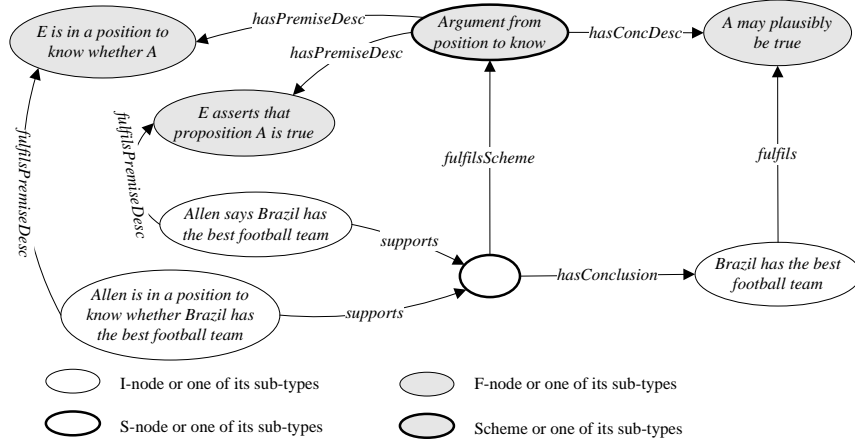 E is in a position to
know whether A
hasPremiseDesc
Argument from
position to know
hasConcDesc
A may plausibly
be true
hasPremiseDesc
E asserts that
proposition A is true
fulfilsPremiseDesc
fulfilsPremiseDesc
fulfilsScheme
fulfils
Allen says Brazil has
the best football team
supports
Allen is in a position to
know whether Brazil has
the best football team
supports
hasConclusion
Brazil has the best
football team
I-node or one of its sub-types
F-node or one of its sub-types
S-node or one of its sub-types
Scheme or one of its sub-types